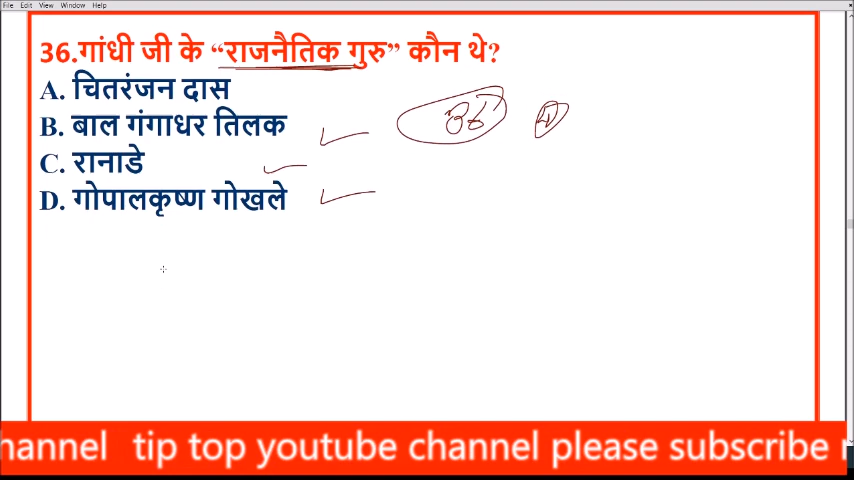 File Edit View Window Help
36.गांधी जी के “राजनैतिक गुरु” कौन थे?
A. चितरंजन दास
B. बाल गंगाधर तिलक
36
C. रानाडे
D. गोपालकृष्ण गोखले
hannel tip top youtube channel please subscribe